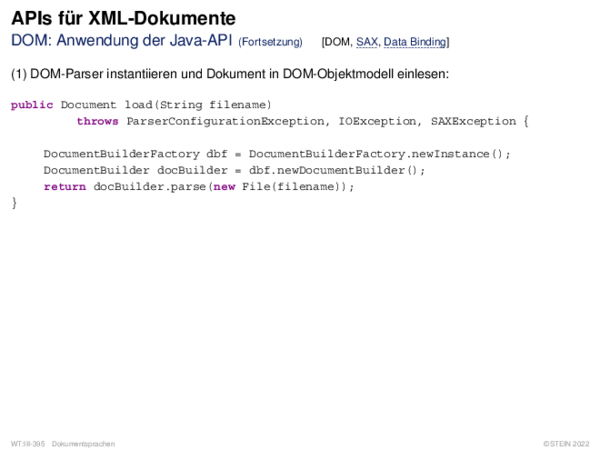 APIs für XML-Dokumente
DOM: Anwendung der Java-API (Fortsetzung) [DOM, SAX, Data Binding]
(1) DOM-Parser instantiieren und Dokument in DOM-Objektmodell einlesen:
public Document load(String filename)
throws ParserConfigurationException, IOException, SAXException {
DocumentBuilderFactory dbf = DocumentBuilderFactory.newInstance();
DocumentBuilder docBuilder = dbf.newDocumentBuilder();
return docBuilder.parse(new File(filename));
}
WT:III-395 Dokumentsprachen ©STEIN 2022